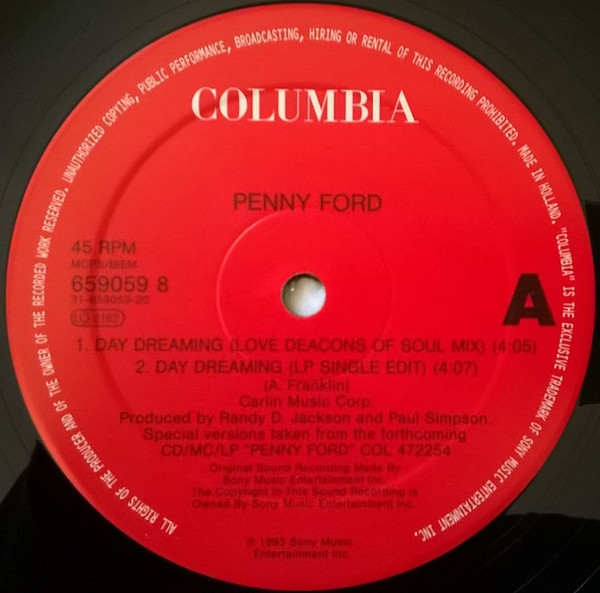 ALL RIGHTS OF THE PRODUCER AND OF THE OWNER OF THE RECORDED WORK RESERVED. UNAUTHORIZED COPYING, PUBLIC PERFORMANCE, BROADCASTING, HIRING OR RENTAL OF THIS RECORDING PROHIBITED. MADE IN HOLLAND. "COLUMBIA" IS THE EXCLUSIVE TRADEMARK OF SONY MUSIC ENTERTAINMENT INC.
COLUMBIA
PENNY FORD
45 RPM
MCPS/BIEM
659059 8
31-659059-20
LC 0162
A
1. DAY DREAMING (LOVE DEACONS OF SOUL MIX) (4:05)
2. DAY DREAMING (LP SINGLE EDIT) (4:07)
(A. Franklin)
Carlin Music Corp.
Produced by Randy D. Jackson and Paul Simpson.
Special versions taken from the forthcoming
CD/MC/LP "PENNY FORD" COL 472254
Original Sound Recording Made By
Sony Music Entertainment Inc.
The Copyright In This Sound Recording is
Owned By Sony Music Entertainment Inc.
℗ 1993 Sony Music
Entertainment Inc.